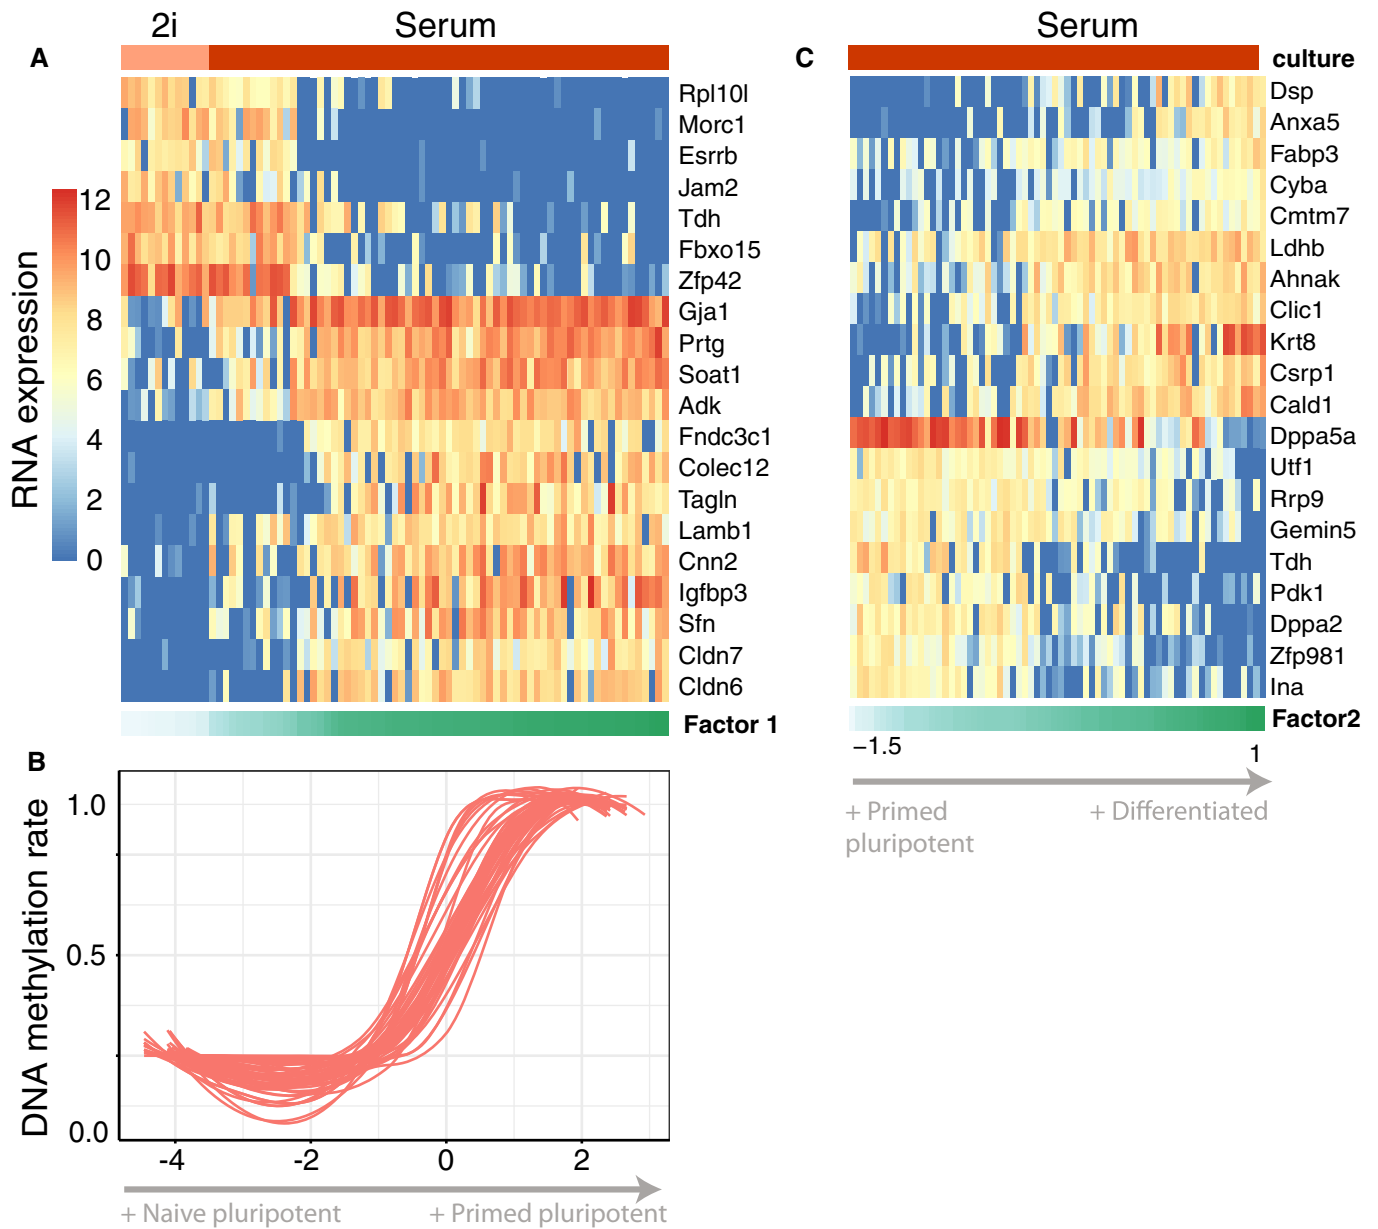 2i
Serum
A
Rpl10l
Morc1
Esrrb
Jam2
Tdh
Fbxo15
Zfp42
Gja1
Prtg
Soat1
Adk
Fndc3c1
Colec12
Tagln
Lamb1
Cnn2
Igfbp3
Sfn
Cldn7
Cldn6
Factor 1
RNA expression
12
10
8
6
4
2
0
B
DNA methylation rate
1.0
0.5
0.0
-4
-2
0
2
+ Naive pluripotent
+ Primed pluripotent
Serum
C
culture
Dsp
Anxa5
Fabp3
Cyba
Cmtm7
Ldhb
Ahnak
Clic1
Krt8
Csrp1
Cald1
Dppa5a
Utf1
Rrp9
Gemin5
Tdh
Pdk1
Dppa2
Zfp981
Ina
Factor2
−1.5
1
+ Primed
pluripotent
+ Differentiated